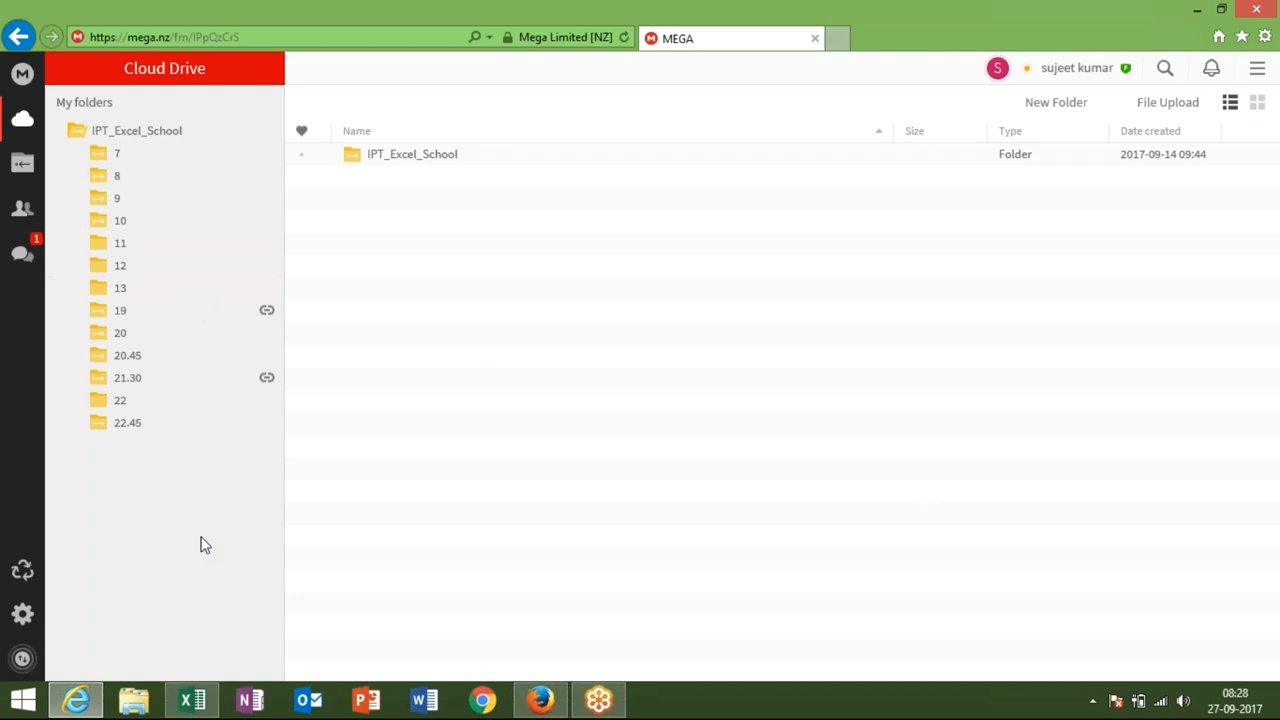 https://mega.nz/fm/IPpQzCrS
Mega Limited [NZ]
MEGA
Cloud Drive
S
sujeet kumar
My folders
New Folder
File Upload
Name
Size
Type
Date created
IPT_Excel_School
Folder
2017-09-14 09:44
IPT_Excel_School
7
8
9
10
11
12
13
19
20
20.45
21.30
22
22.45
1
08:28
27-09-2017